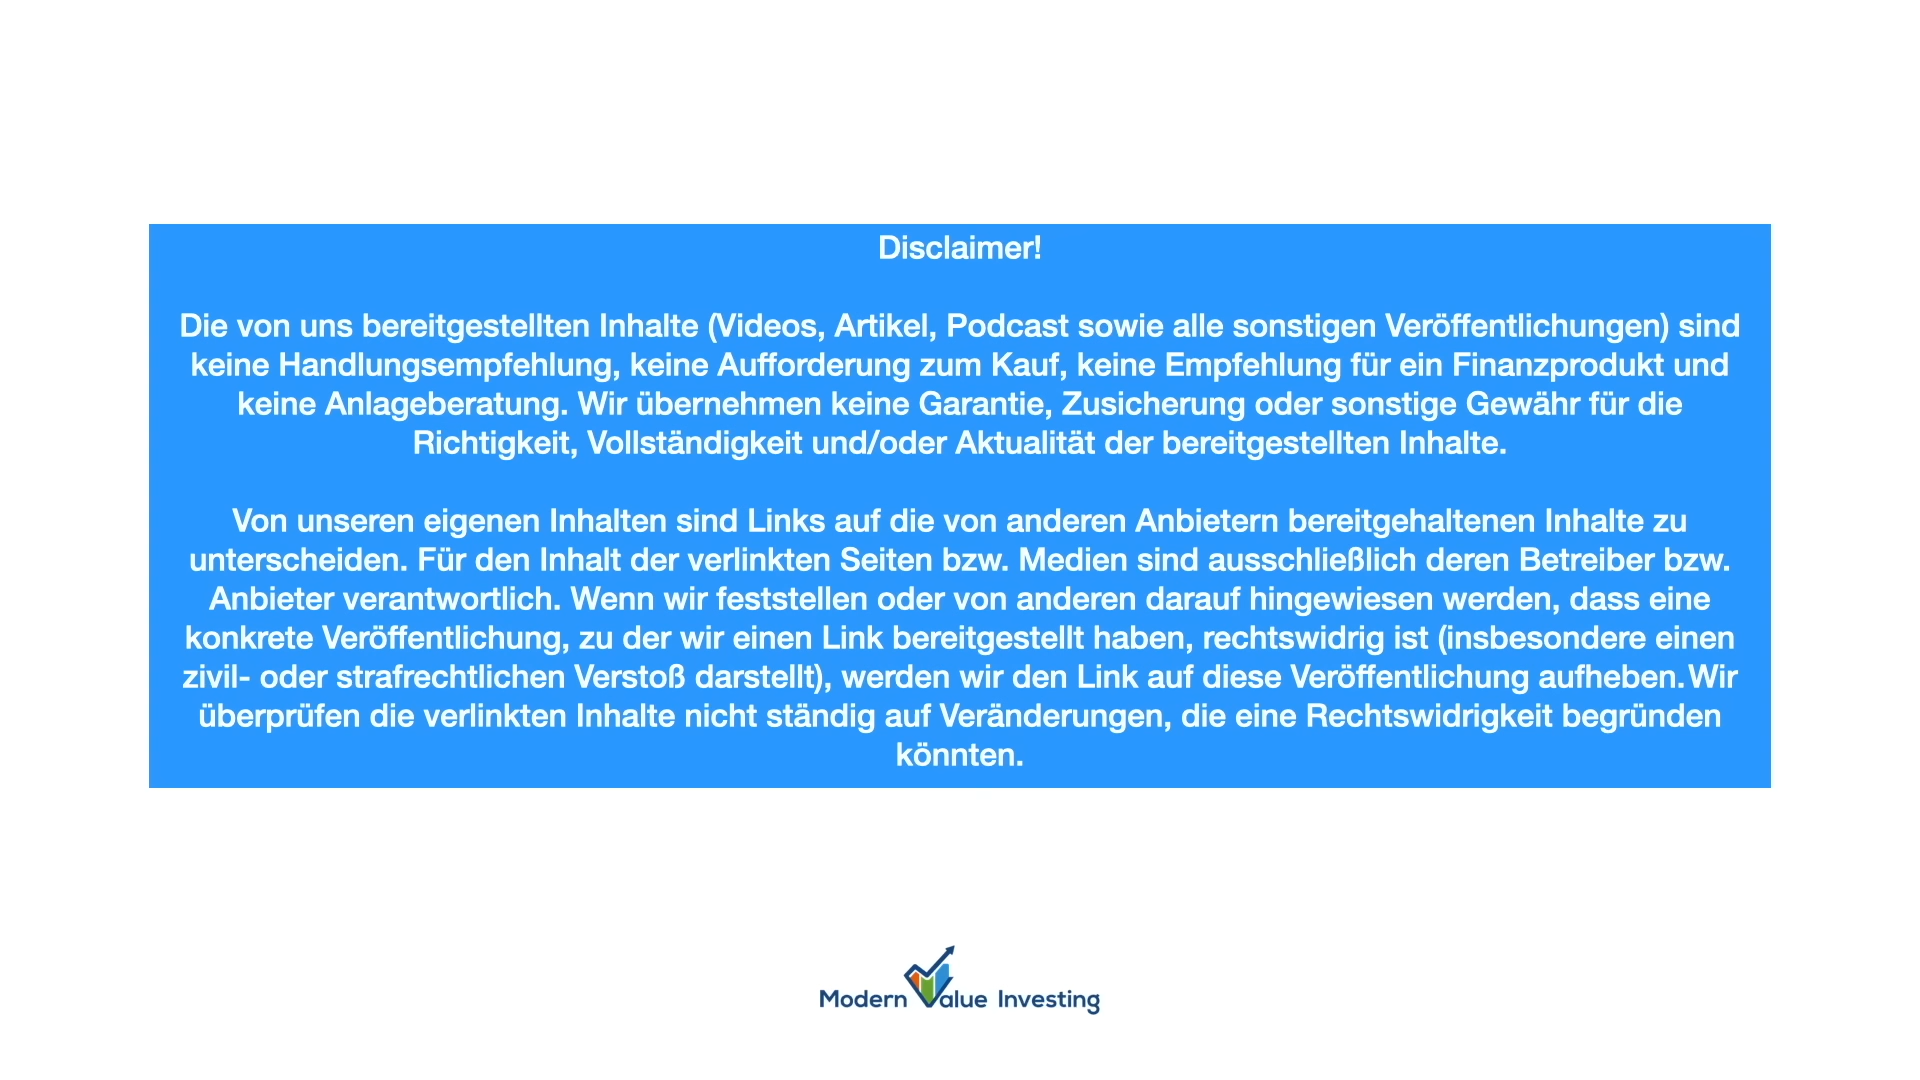 Disclaimer!
Die von uns bereitgestellten Inhalte (Videos, Artikel, Podcast sowie alle sonstigen Veröffentlichungen) sind
keine Handlungsempfehlung, keine Aufforderung zum Kauf, keine Empfehlung für ein Finanzprodukt und
keine Anlageberatung. Wir übernehmen keine Garantie, Zusicherung oder sonstige Gewähr für die
Richtigkeit, Vollständigkeit und/oder Aktualität der bereitgestellten Inhalte.
Von unseren eigenen Inhalten sind Links auf die von anderen Anbietern bereitgehaltenen Inhalte zu
unterscheiden. Für den Inhalt der verlinkten Seiten bzw. Medien sind ausschließlich deren Betreiber bzw.
Anbieter verantwortlich. Wenn wir feststellen oder von anderen darauf hingewiesen werden, dass eine
konkrete Veröffentlichung, zu der wir einen Link bereitgestellt haben, rechtswidrig ist (insbesondere einen
zivil- oder strafrechtlichen Verstoß darstellt), werden wir den Link auf diese Veröffentlichung aufheben. Wir
überprüfen die verlinkten Inhalte nicht ständig auf Veränderungen, die eine Rechtswidrigkeit begründen
könnten.
Modern Value Investing